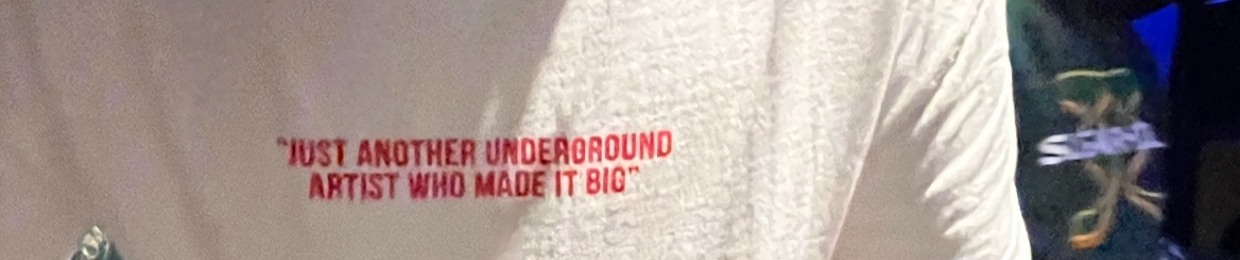 "JUST ANOTHER UNDERGROUND
ARTIST WHO MADE IT BIG"